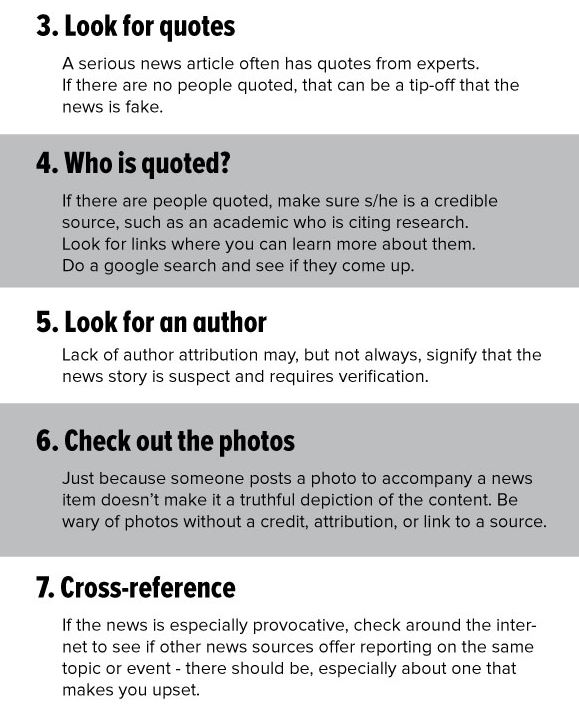 3. Look for quotes
A serious news article often has quotes from experts.
If there are no people quoted, that can be a tip-off that the
news is fake.
4. Who is quoted?
If there are people quoted, make sure s/he is a credible
source, such as an academic who is citing research.
Look for links where you can learn more about them.
Do a google search and see if they come up.
5. Look for an author
Lack of author attribution may, but not always, signify that the
news story is suspect and requires verification.
6. Check out the photos
Just because someone posts a photo to accompany a news
item doesn’t make it a truthful depiction of the content. Be
wary of photos without a credit, attribution, or link to a source.
7. Cross-reference
If the news is especially provocative, check around the inter-
net to see if other news sources offer reporting on the same
topic or event - there should be, especially about one that
makes you upset.